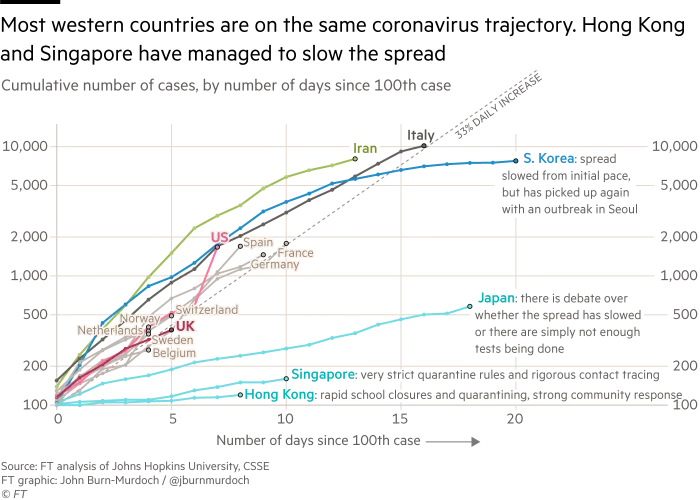 Most western countries are on the same coronavirus trajectory. Hong Kong
and Singapore have managed to slow the spread
Cumulative number of cases, by number of days since 100th case
33% DAILY INCREASE
Italy
Iran
10,000
10,000
S. Korea: spread
slowed from initial pace,
but has picked up again
with an outbreak in Seoul
5,000
5,000
US
Spain
France
Germany
2,000
2,000
1,000
1,000
Japan: there is debate over
whether the spread has slowed
or there are simply not enough
tests being done
500
500
Norway
Switzerland
Netherlands
UK
Sweden
Belgium
200
200
Singapore: very strict quarantine rules and rigorous contact tracing
Hong Kong: rapid school closures and quarantining, strong community response
100
100
0
5
10
15
20
Number of days since 100th case
Source: FT analysis of Johns Hopkins University, CSSE
FT graphic: John Burn-Murdoch / @jburnmurdoch
© FT